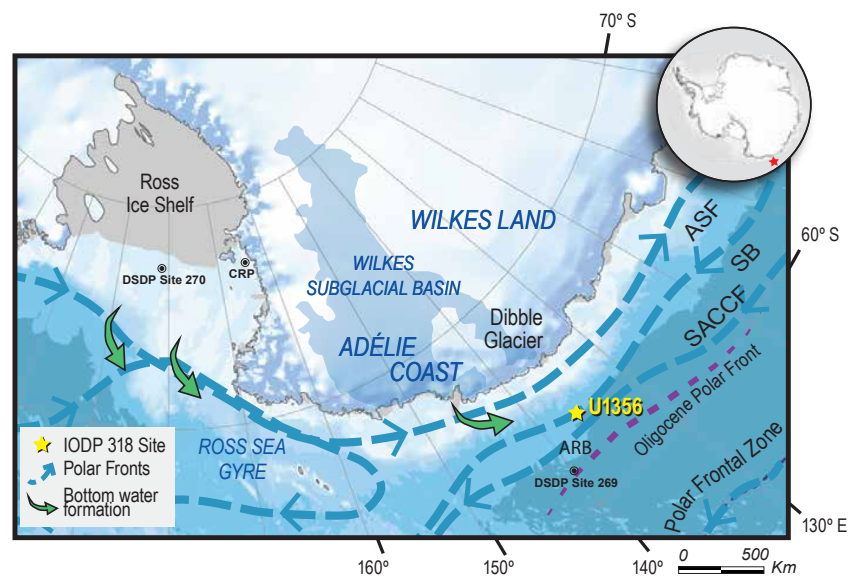 70º S
Ross
Ice Shelf
WILKES LAND
ASF
60º S
SB
DSDP Site 270
CRP
WILKES
SUBGLACIAL BASIN
SACCF
Dibble
Glacier
ADÉLIE
COAST
Oligocene Polar Front
U1356
IODP 318 Site
Polar Fronts
Bottom water
formation
ROSS SEA
GYRE
ARB
DSDP Site 269
Polar Frontal Zone
130º E
160º
150º
140º
0 500
Km